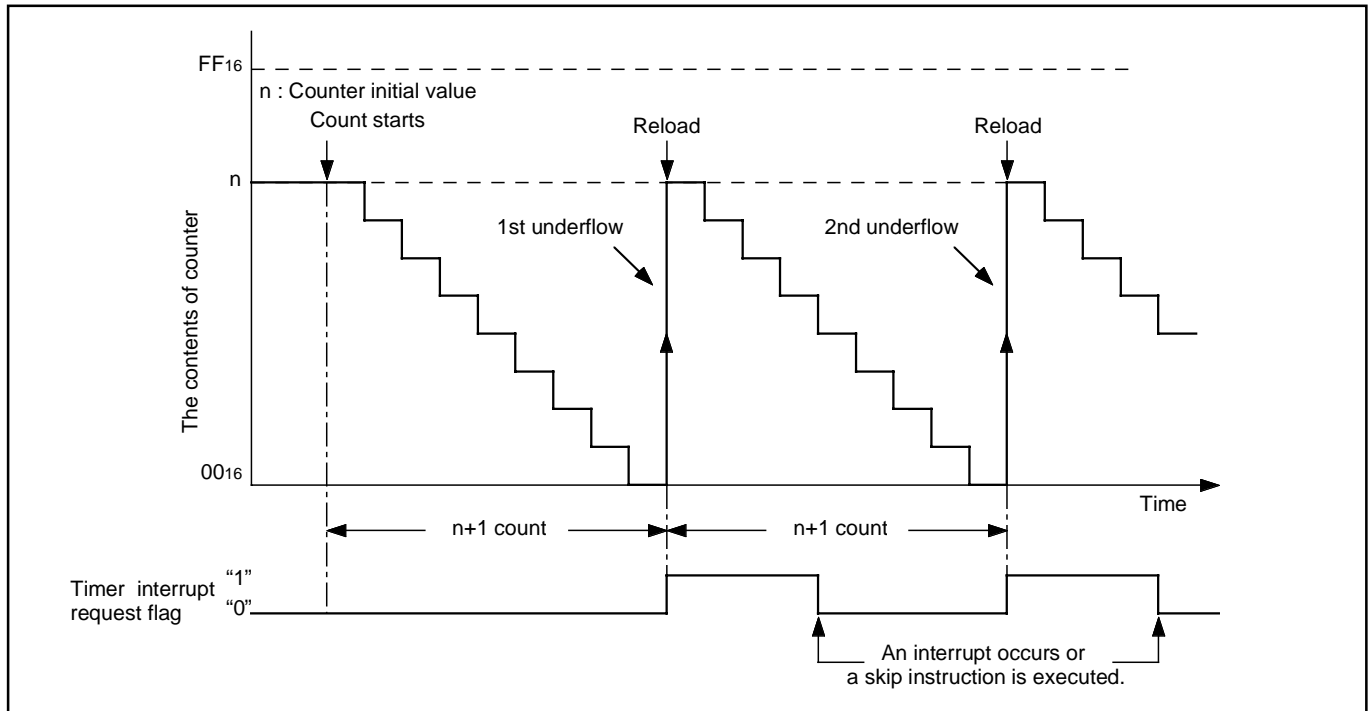 FF16
n : Counter initial value
Count starts
Reload
Reload
n
1st underflow
2nd underflow
The contents of counter
0016
Time
n+1 count
n+1 count
Timer interrupt
request flag
“1”
“0”
An interrupt occurs or
a skip instruction is executed.